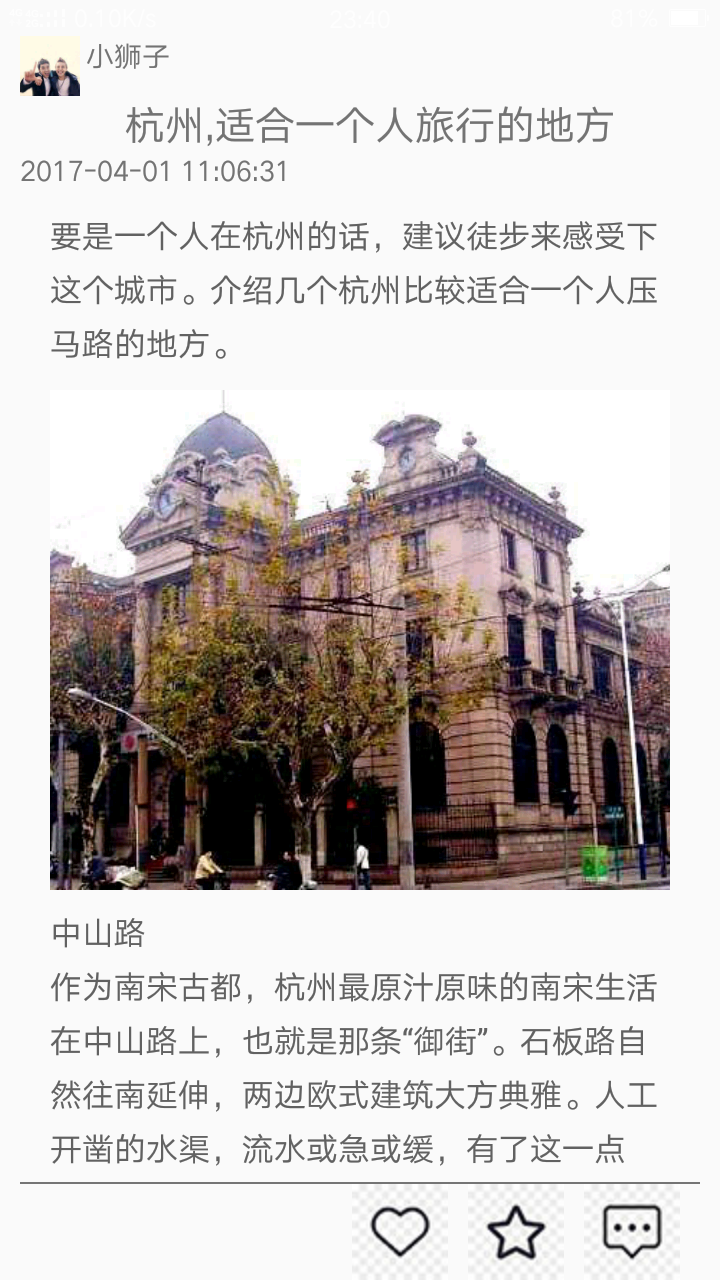 0.10K/s 23:40 81%
小狮子
杭州,适合一个人旅行的地方
2017-04-01 11:06:31
要是一个人在杭州的话，建议徒步来感受下
这个城市。介绍几个杭州比较适合一个人压
马路的地方。
中山路
作为南宋古都，杭州最原汁原味的南宋生活
在中山路上，也就是那条“御街”。石板路自
然往南延伸，两边欧式建筑大方典雅。人工
开凿的水渠，流水或急或缓，有了这一点